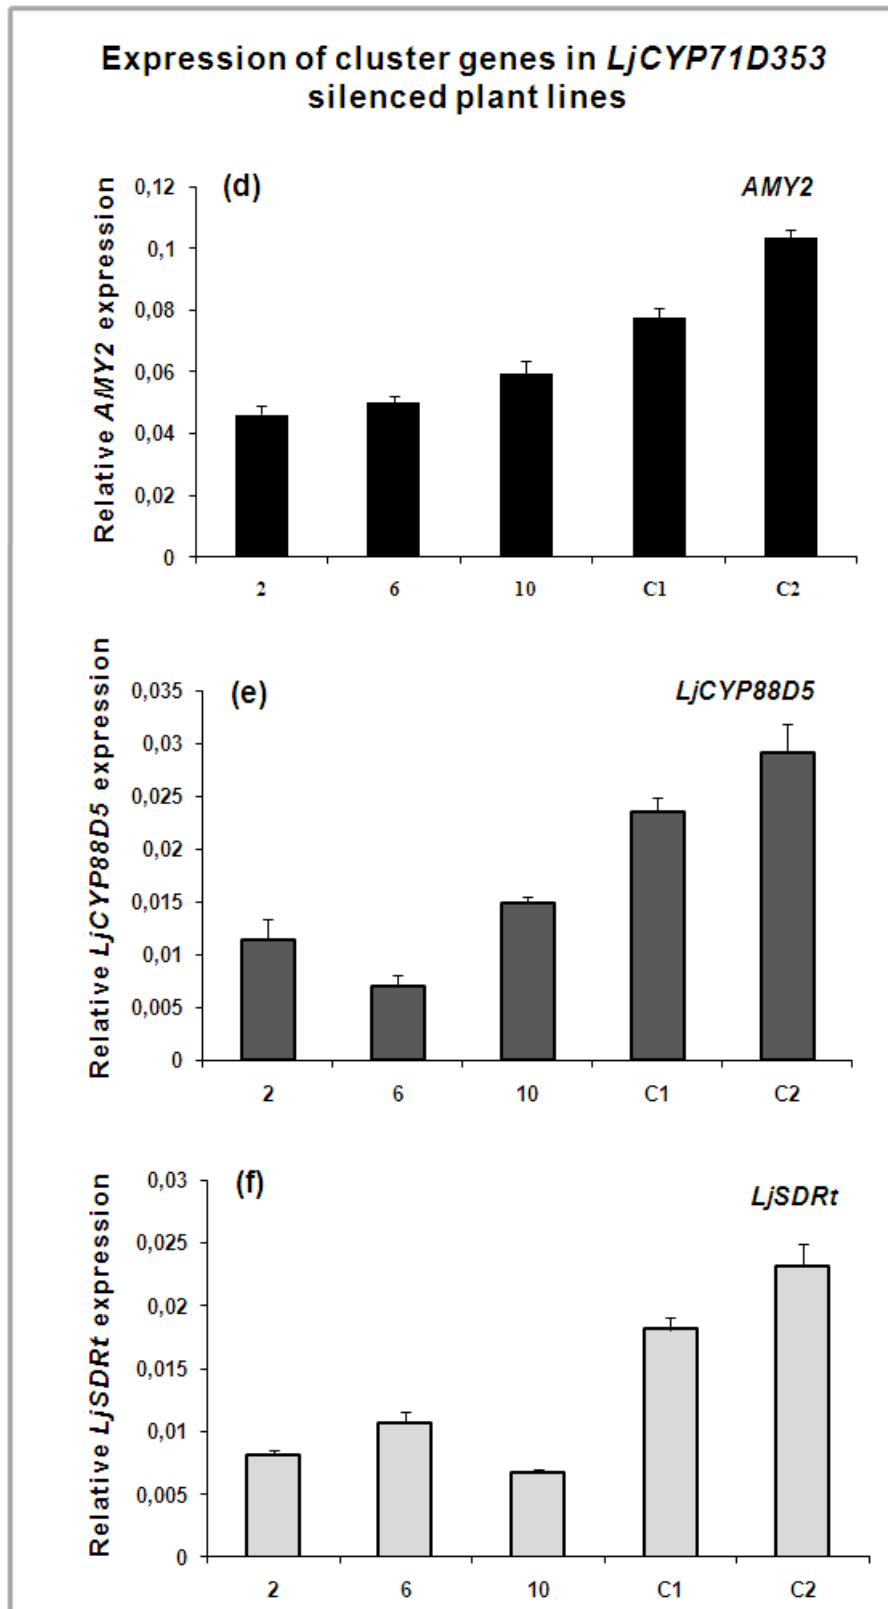 Expression of cluster genes in LjCYP71D353
silenced plant lines
(d)
AMY2
Relative AMY2 expression
0,12
0,1
0,08
0,06
0,04
0,02
0
2 6 10 C1 C2
(e)
LjCYP88D5
Relative LjCYP88D5 expression
0,035
0,03
0,025
0,02
0,015
0,01
0,005
0
2 6 10 C1 C2
(f)
LjSDRt
Relative LjSDRt expression
0,03
0,025
0,02
0,015
0,01
0,005
0
2 6 10 C1 C2